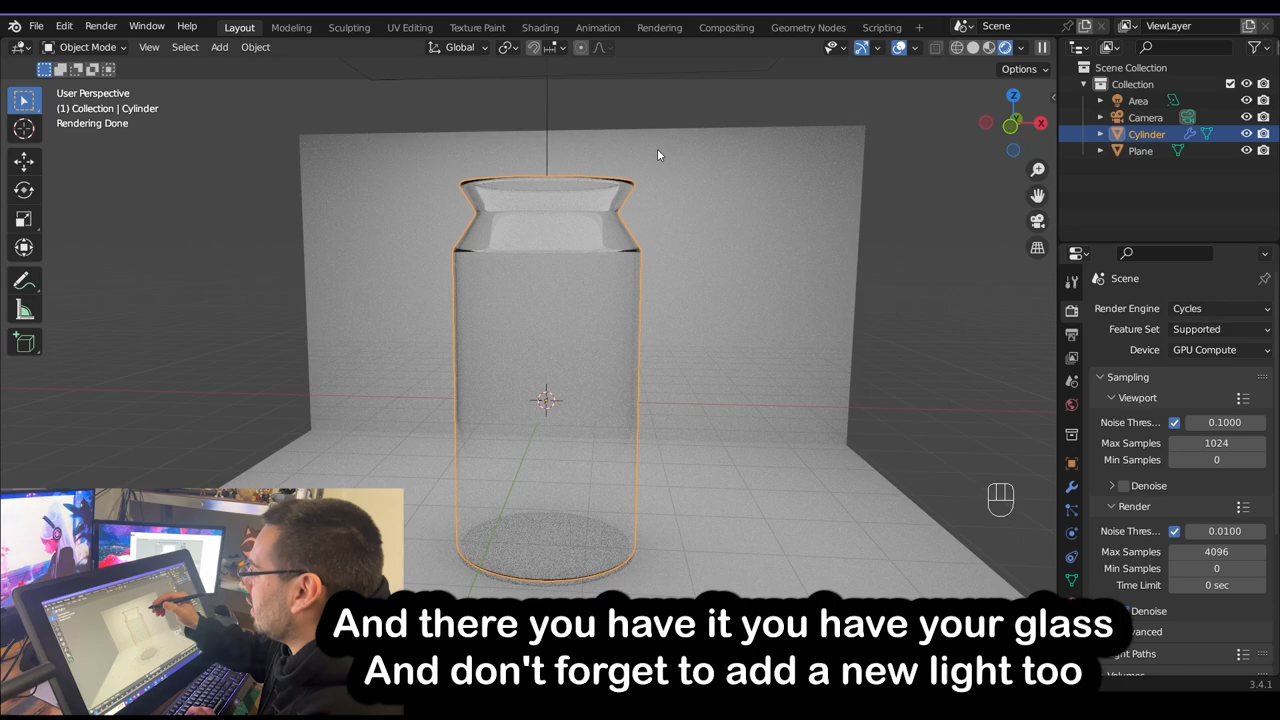 File Edit Render Window Help Layout Modeling Sculpting UV Editing Texture Paint Shading Animation Rendering Compositing Geometry Nodes Scripting + Scene ViewLayer
Object Mode View Select Add Object Global
Options
User Perspective
(1) Collection | Cylinder
Rendering Done
Z
Y
X
Scene Collection
Collection
Area
Camera
Cylinder
Plane
Scene
Render Engine Cycles
Feature Set Supported
Device GPU Compute
Sampling
Viewport
Noise Thres... 0.1000
Max Samples 1024
Min Samples 0
Denoise
Render
Noise Thres... 0.0100
Max Samples 4096
Min Samples 0
Time Limit 0 sec
Denoise
3.4.1
And there you have it you have your glass
And don't forget to add a new light too